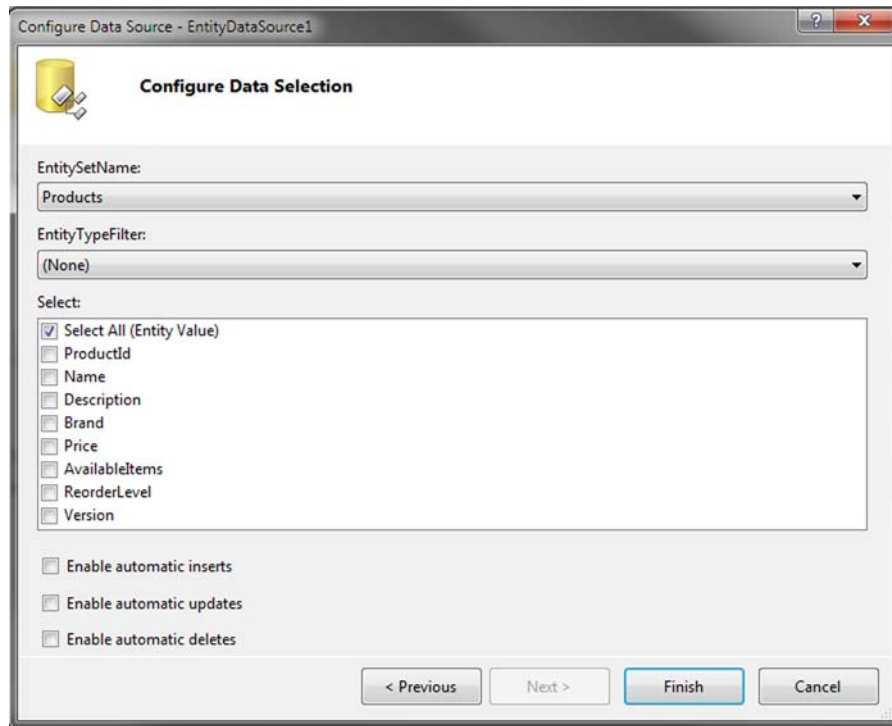 Configure Data Source - EntityDataSource1
Configure Data Selection
EntitySetName:
Products
EntityTypeFilter:
(None)
Select:
Select All (Entity Value)
ProductId
Name
Description
Brand
Price
AvailableItems
ReorderLevel
Version
Enable automatic inserts
Enable automatic updates
Enable automatic deletes
< Previous Next > Finish Cancel